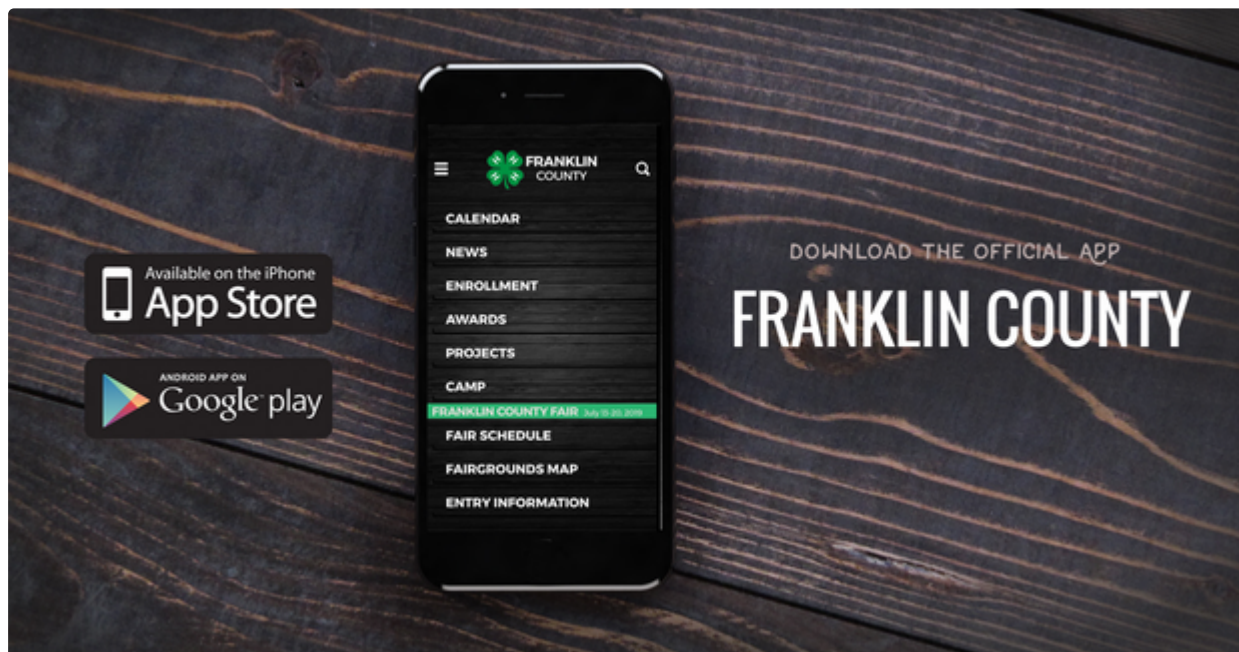 Available on the iPhone
App Store
ANDROID APP ON
Google play
FRANKLIN
COUNTY
CALENDAR
NEWS
ENROLLMENT
AWARDS
PROJECTS
CAMP
FRANKLIN COUNTY FAIR July 15-20, 2019
FAIR SCHEDULE
FAIRGROUNDS MAP
ENTRY INFORMATION
DOWNLOAD THE OFFICIAL APP
FRANKLIN COUNTY